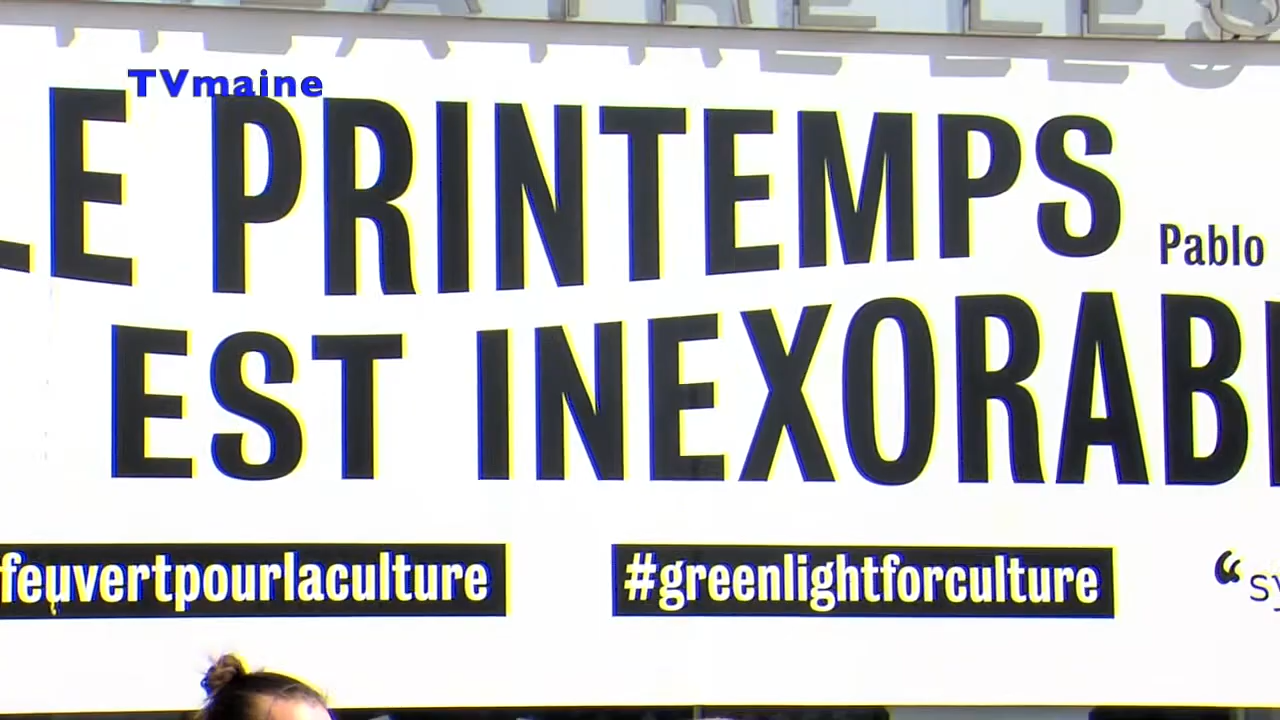 TVmaine
LE PRINTEMPS
Pablo
EST INEXORAB
feuvertpourlaculture
#greenlightforculture